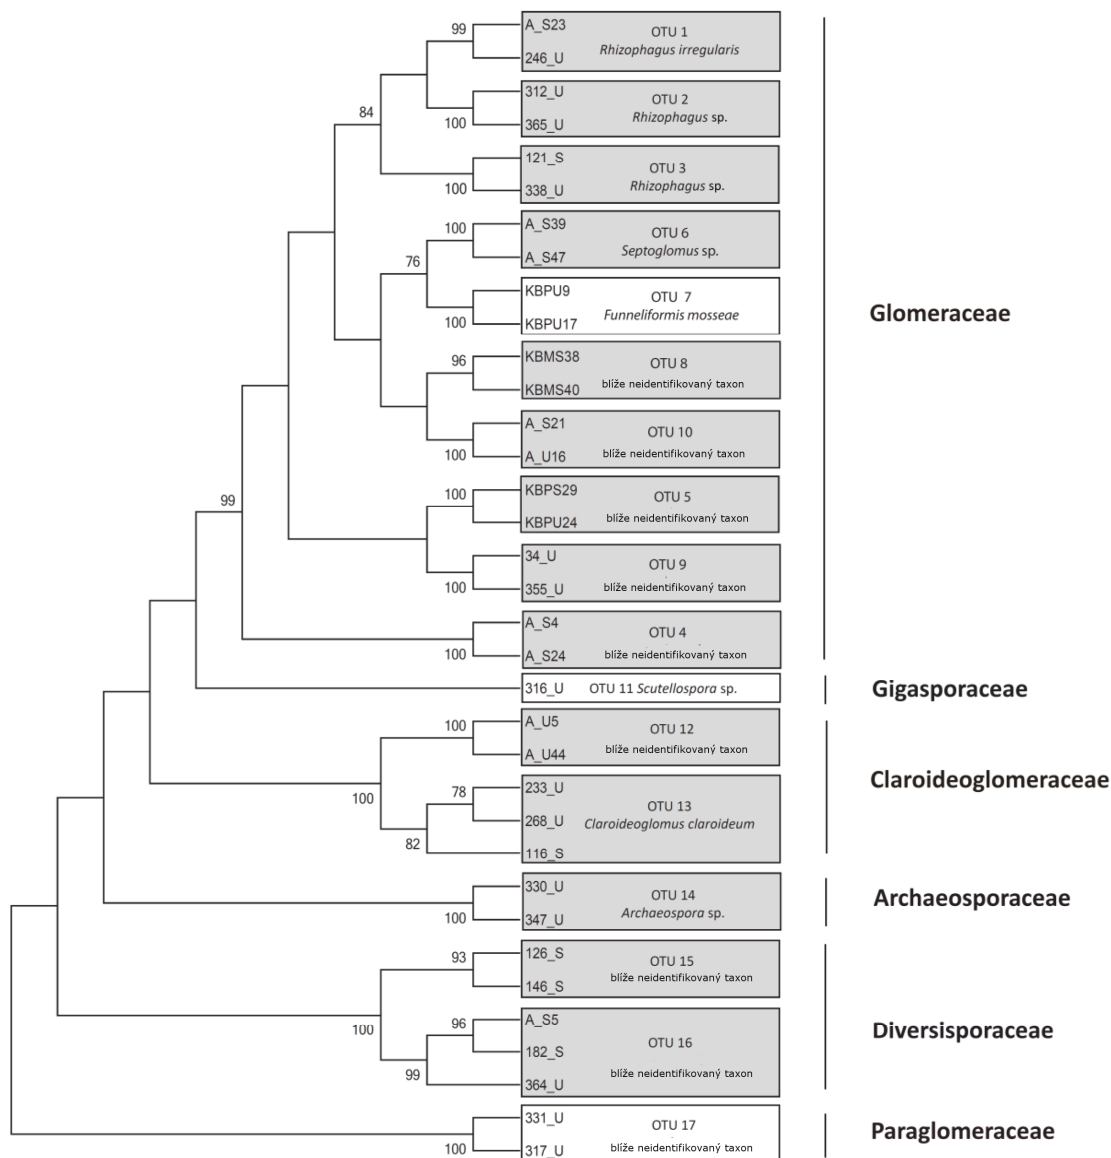 99
A_S23
246_U
OTU 1
Rhizophagus irregularis
84
100
312_U
365_U
OTU 2
Rhizophagus sp.
100
121_S
338_U
OTU 3
Rhizophagus sp.
100
A_S39
A_S47
OTU 6
Septoglomus sp.
76
100
KBPU9
KBPU17
OTU 7
Funneliformis mosseae
Glomeraceae
96
KBMS38
KBMS40
OTU 8
blíže neidentifikovaný taxon
100
A_S21
A_U16
OTU 10
blíže neidentifikovaný taxon
99
100
KBPS29
KBPU24
OTU 5
blíže neidentifikovaný taxon
100
34_U
355_U
OTU 9
blíže neidentifikovaný taxon
100
A_S4
A_S24
OTU 4
blíže neidentifikovaný taxon
316_U
OTU 11 Scutellospora sp.
Gigasporaceae
100
A_U5
A_U44
OTU 12
blíže neidentifikovaný taxon
100
78
82
233_U
268_U
116_S
OTU 13
Claroideoglomus claroideum
Claroideoglomeraceae
100
330_U
347_U
OTU 14
Archaeospora sp.
Archaeosporaceae
93
126_S
146_S
OTU 15
blíže neidentifikovaný taxon
100
96
99
A_S5
182_S
364_U
OTU 16
blíže neidentifikovaný taxon
Diversisporaceae
100
331_U
317_U
OTU 17
blíže neidentifikovaný taxon
Paraglomeraceae